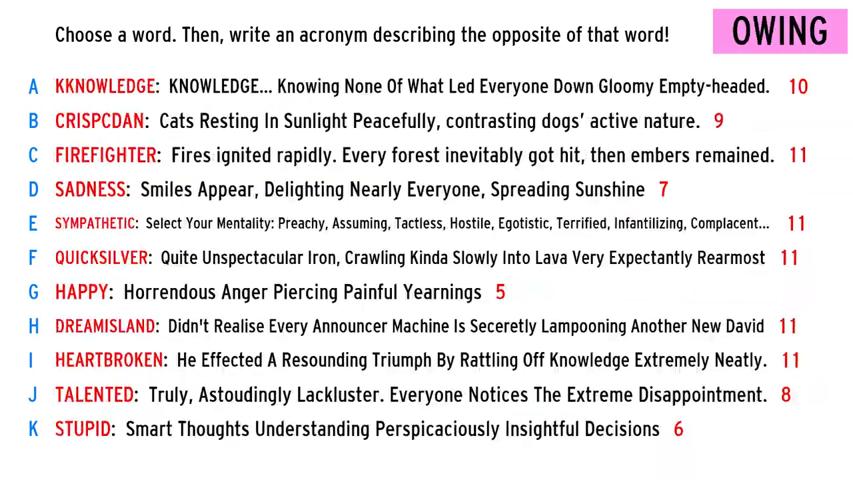 Choose a word. Then, write an acronym describing the opposite of that word!
OWING
A KKNOWLEDGE: KNOWLEDGE... Knowing None Of What Led Everyone Down Gloomy Empty-headed. 10
B CRISPCDAN: Cats Resting In Sunlight Peacefully, contrasting dogs' active nature. 9
C FIREFIGHTER: Fires ignited rapidly. Every forest inevitably got hit, then embers remained. 11
D SADNESS: Smiles Appear, Delighting Nearly Everyone, Spreading Sunshine 7
E SYMPATHETIC: Select Your Mentality: Preachy, Assuming, Tactless, Hostile, Egotistic, Terrified, Infantilizing, Complacent... 11
F QUICKSILVER: Quite Unspectacular Iron, Crawling Kinda Slowly Into Lava Very Expectantly Rearmost 11
G HAPPY: Horrendous Anger Piercing Painful Yearnings 5
H DREAMISLAND: Didn't Realise Every Announcer Machine Is Seceretly Lampooning Another New David 11
I HEARTBROKEN: He Effected A Resounding Triumph By Rattling Off Knowledge Extremely Neatly. 11
J TALENTED: Truly, Astoudingly Lackluster. Everyone Notices The Extreme Disappointment. 8
K STUPID: Smart Thoughts Understanding Perspicaciously Insightful Decisions 6